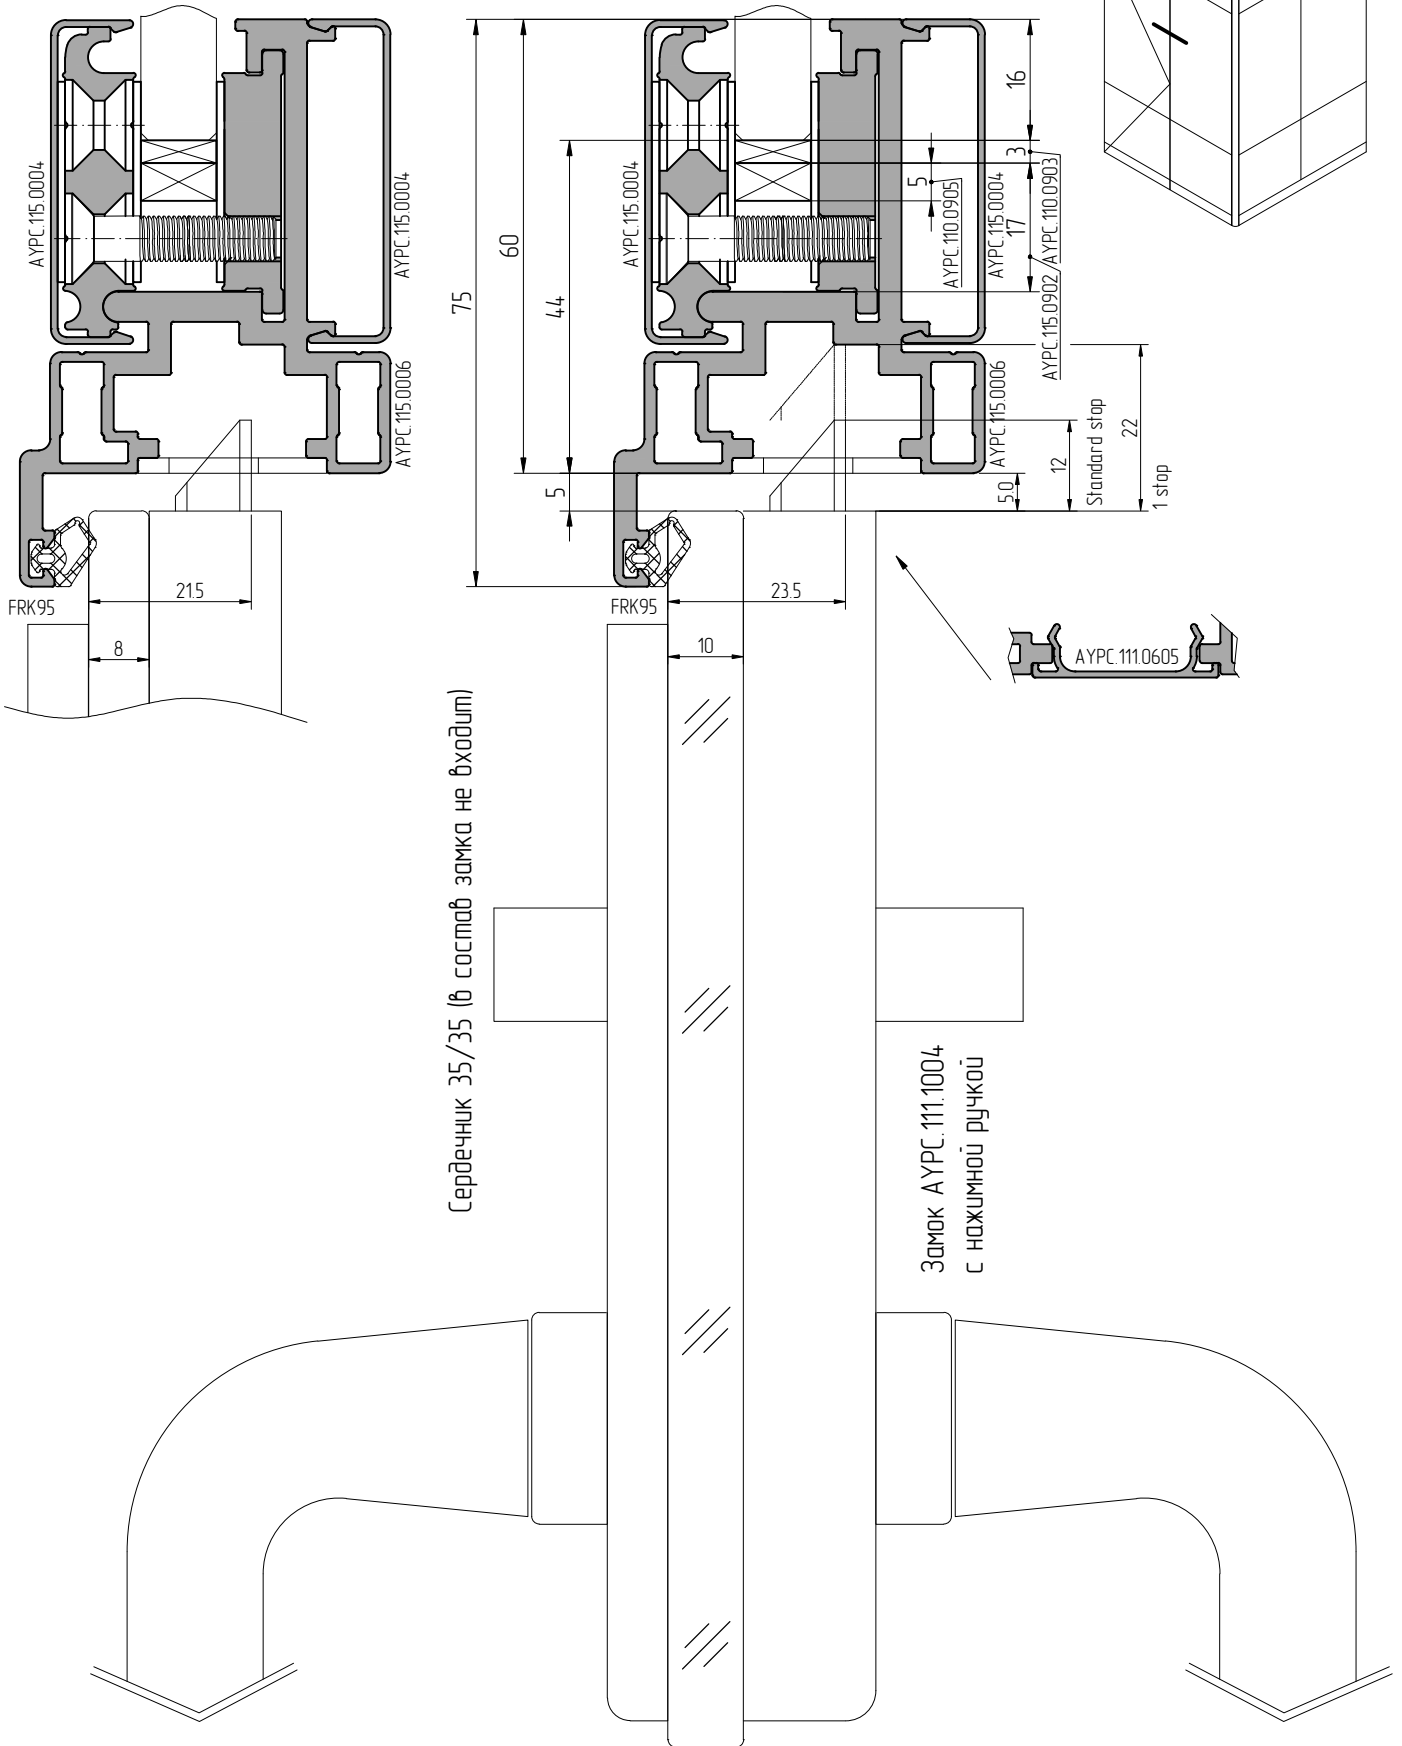 AYPC.115.0004
AYPC.115.0004
AYPC.115.0006
FRK95
21.5
8
75
60
44
5
AYPC.115.0004
AYPC.110.0905
AYPC.115.0004
AYPC.110.0903
AYPC.115.0902
AYPC.115.0006
16
3
5
17
5.0
12
Standard stop
22
1 stop
FRK95
23.5
10
AYPC.111.0605
Сердечник 35/35 (в состав замка не входит)
Замок AYPC.111.1004
с нажимной ручкой